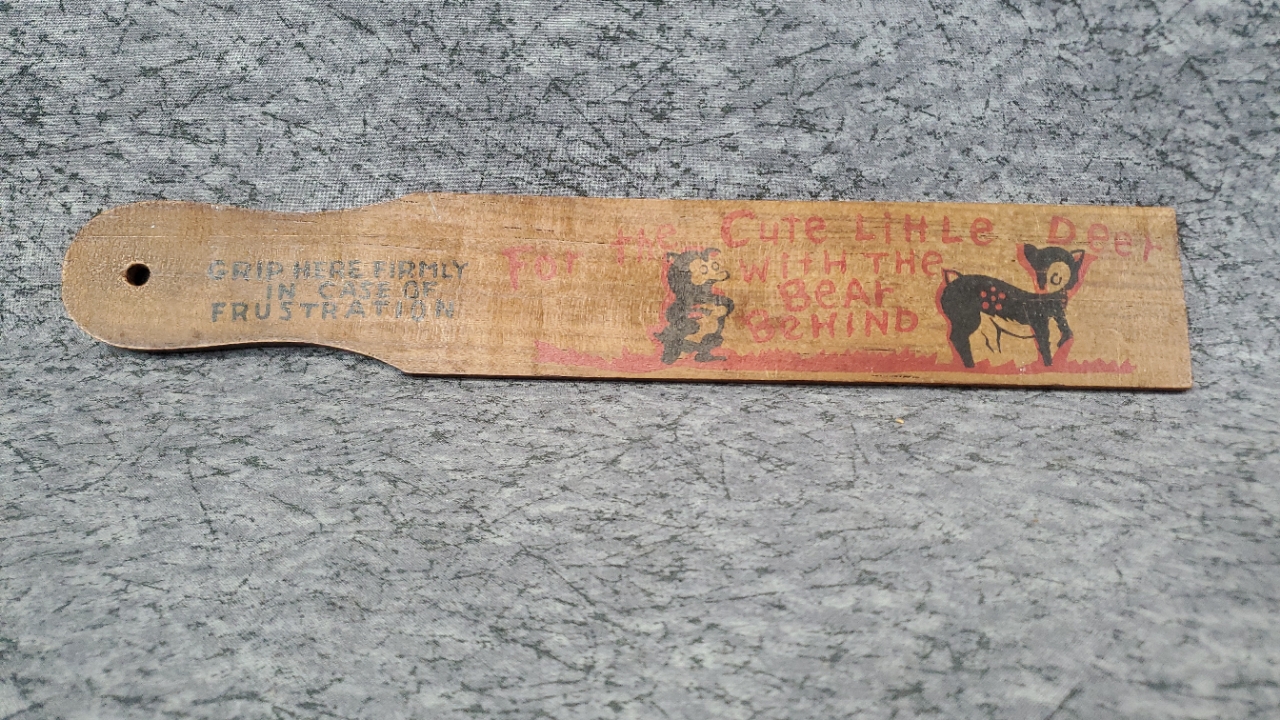 GRIP HERE FIRMLY
IN CASE OF
FRUSTRATION
For the Cute Little Deer
WITH THE
BEAR
BEHIND